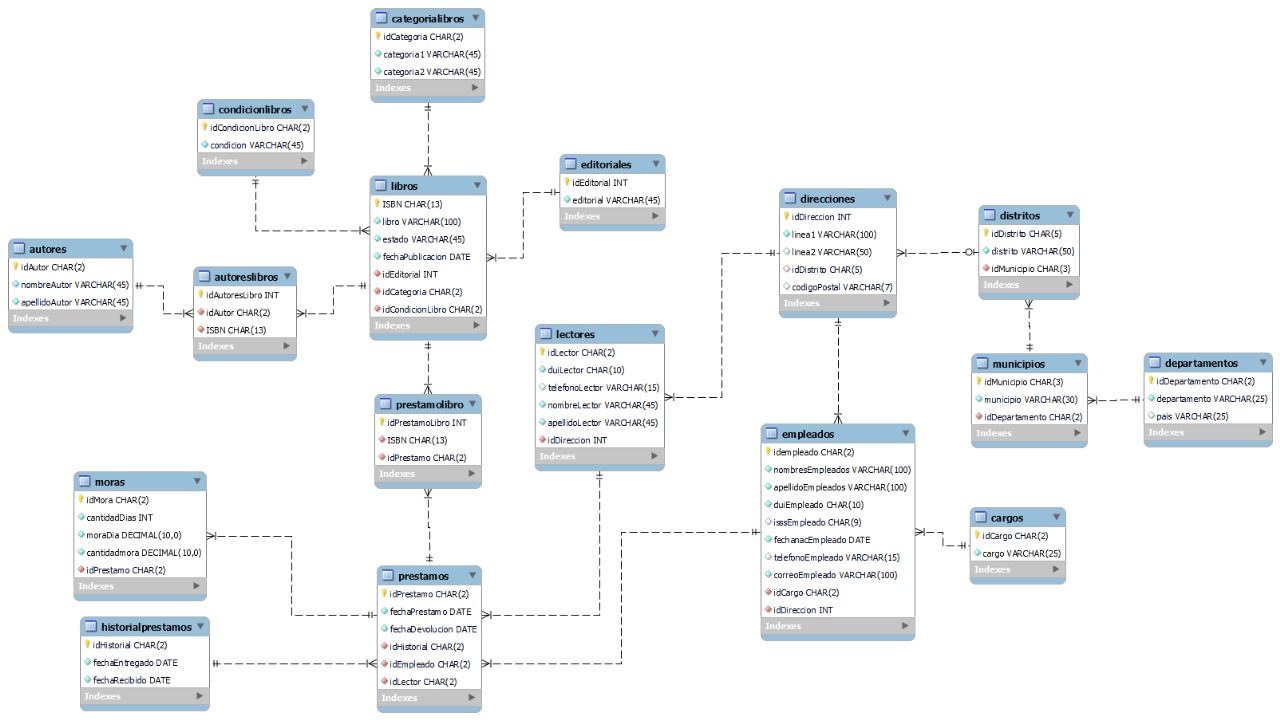 categorialibros
idCategoria CHAR(2)
categoria1 VARCHAR(45)
categoria2 VARCHAR(45)
Indexes
condicionlibros
idCondicionLibro CHAR(2)
condicion VARCHAR(45)
Indexes
libros
ISBN CHAR(13)
libro VARCHAR(100)
estado VARCHAR(45)
fechaPublicacion DATE
idEditorial INT
idCategoria CHAR(2)
idCondicionLibro CHAR(2)
Indexes
editoriales
idEditorial INT
editorial VARCHAR(45)
Indexes
autores
idAutor CHAR(2)
nombreAutor VARCHAR(45)
apellidoAutor VARCHAR(45)
Indexes
autoreslibros
idAutoresLibro INT
idAutor CHAR(2)
ISBN CHAR(13)
Indexes
direcciones
idDireccion INT
linea1 VARCHAR(100)
linea2 VARCHAR(50)
idDistrito CHAR(5)
codigoPostal VARCHAR(7)
Indexes
distritos
idDistrito CHAR(5)
distrito VARCHAR(50)
idMunicipio CHAR(3)
Indexes
lectores
idLector CHAR(2)
duiLector CHAR(10)
telefonoLector VARCHAR(15)
nombreLector VARCHAR(45)
apellidoLector VARCHAR(45)
idDireccion INT
Indexes
municipios
idMunicipio CHAR(3)
municipio VARCHAR(30)
idDepartamento CHAR(2)
Indexes
departamentos
idDepartamento CHAR(2)
departamento VARCHAR(25)
pais VARCHAR(25)
Indexes
prestamolibro
idPrestamoLibro INT
ISBN CHAR(13)
idPrestamo CHAR(2)
Indexes
empleados
idempleado CHAR(2)
nombresEmpleados VARCHAR(100)
apellidoEmpleados VARCHAR(100)
duiEmpleado CHAR(10)
isssEmpleado CHAR(9)
fechanacEmpleado DATE
telefonoEmpleado VARCHAR(15)
correoEmpleado VARCHAR(100)
idCargo CHAR(2)
idDireccion INT
Indexes
moras
idMora CHAR(2)
cantidadDias INT
moraDia DECIMAL(10,0)
cantidadmora DECIMAL(10,0)
idPrestamo CHAR(2)
Indexes
cargos
idCargo CHAR(2)
cargo VARCHAR(25)
Indexes
prestamos
idPrestamo CHAR(2)
fechaPrestamo DATE
fechaDevolucion DATE
idHistorial CHAR(2)
idEmpleado CHAR(2)
idLector CHAR(2)
Indexes
historialprestamos
idHistorial CHAR(2)
fechaEntregado DATE
fechaRecibido DATE
Indexes